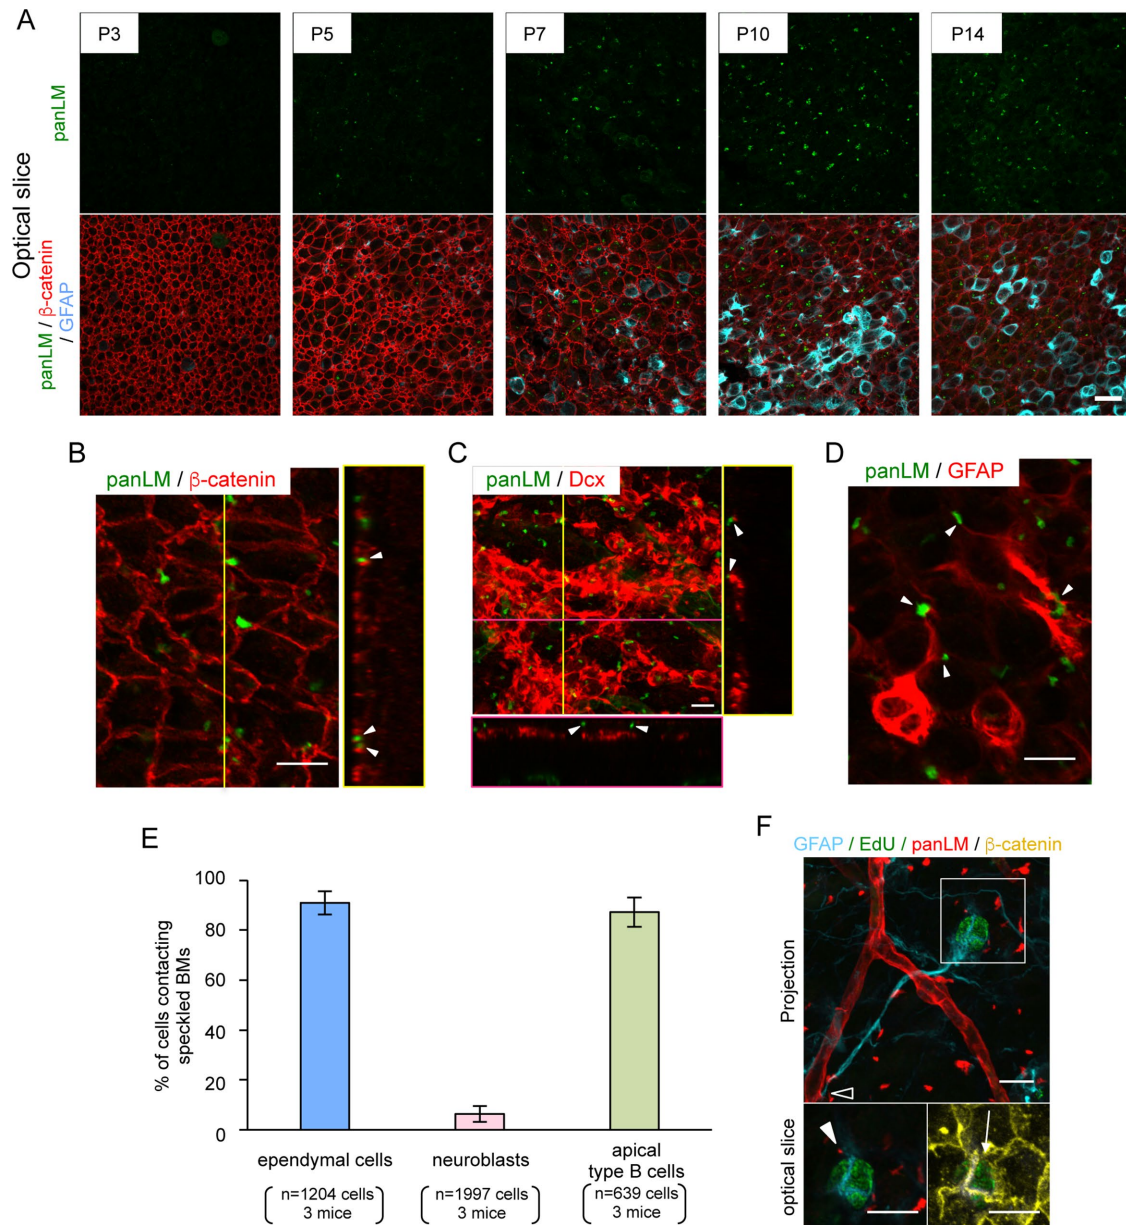 A
P3
P5
P7
P10
P14
panLM
Optical slice
panLM / β-catenin
/ GFAP
B
panLM / β-catenin
C
panLM / Dcx
D
panLM / GFAP
E
% of cells contacting
speckled BMs
100
80
60
40
20
0
ependymal cells
neuroblasts
apical
type B cells
n=1204 cells
3 mice
n=1997 cells
3 mice
n=639 cells
3 mice
F
GFAP / EdU / panLM / β-catenin
Projection
optical slice